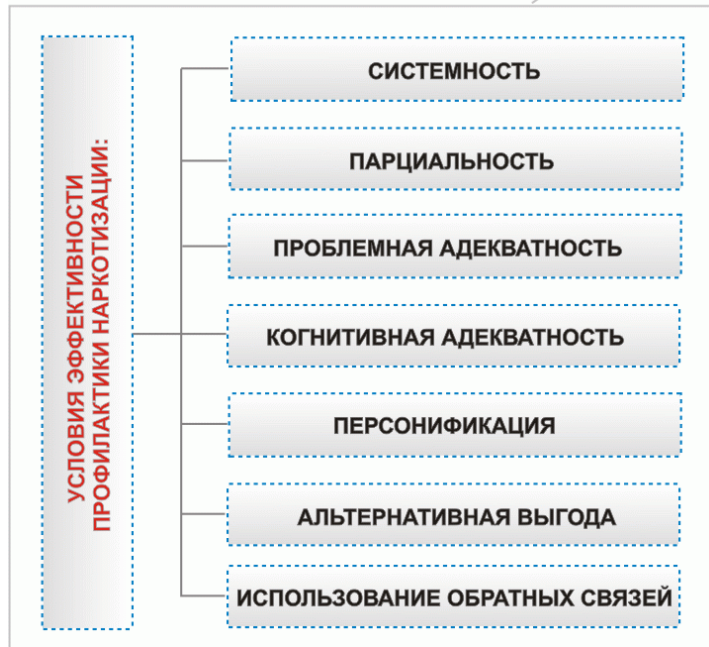 УСЛОВИЯ ЭФФЕКТИВНОСТИ
ПРОФИЛАКТИКИ НАРКОТИЗАЦИИ:
СИСТЕМНОСТЬ
ПАРЦИАЛЬНОСТЬ
ПРОБЛЕМНАЯ АДЕКВАТНОСТЬ
КОГНИТИВНАЯ АДЕКВАТНОСТЬ
ПЕРСОНИФИКАЦИЯ
АЛЬТЕРНАТИВНАЯ ВЫГОДА
ИСПОЛЬЗОВАНИЕ ОБРАТНЫХ СВЯЗЕЙ